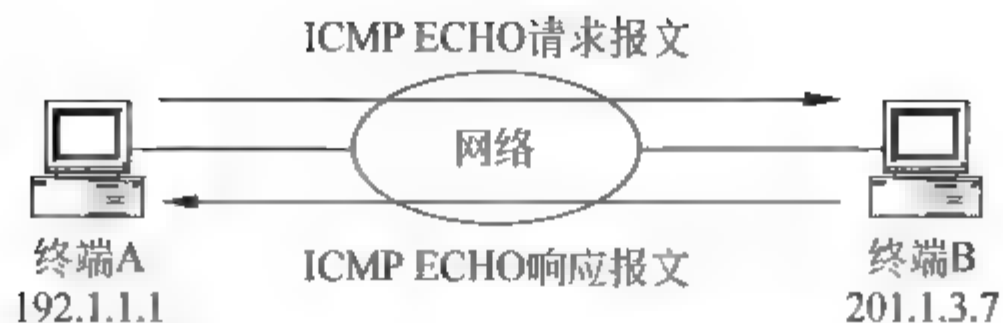 ICMP ECHO请求报文
网络
ICMP ECHO响应报文
终端A
192.1.1.1
终端B
201.1.3.7